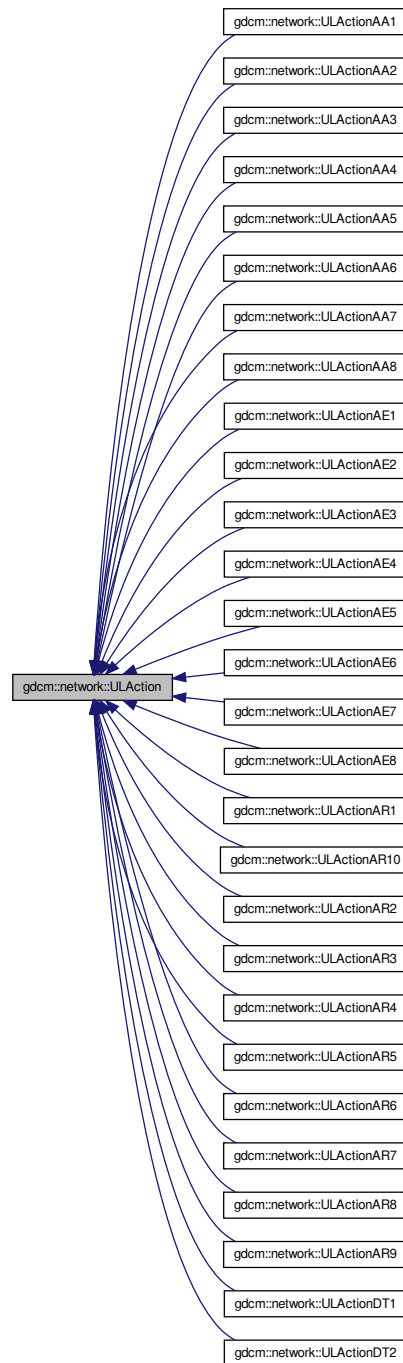 gdcm::network::ULActionAA1
gdcm::network::ULActionAA2
gdcm::network::ULActionAA3
gdcm::network::ULActionAA4
gdcm::network::ULActionAA5
gdcm::network::ULActionAA6
gdcm::network::ULActionAA7
gdcm::network::ULActionAA8
gdcm::network::ULActionAE1
gdcm::network::ULActionAE2
gdcm::network::ULActionAE3
gdcm::network::ULActionAE4
gdcm::network::ULActionAE5
gdcm::network::ULActionAE6
gdcm::network::ULAction
gdcm::network::ULActionAE7
gdcm::network::ULActionAE8
gdcm::network::ULActionAR1
gdcm::network::ULActionAR10
gdcm::network::ULActionAR2
gdcm::network::ULActionAR3
gdcm::network::ULActionAR4
gdcm::network::ULActionAR5
gdcm::network::ULActionAR6
gdcm::network::ULActionAR7
gdcm::network::ULActionAR8
gdcm::network::ULActionAR9
gdcm::network::ULActionDT1
gdcm::network::ULActionDT2